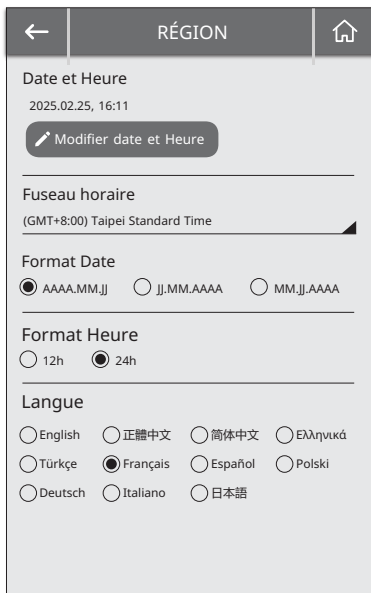 RÉGION
Date et Heure
2025.02.25, 16:11
Modifier date et Heure
Fuseau horaire
(GMT+8:00) Taipei Standard Time
Format Date
AAAA.MM.JJ JJ.MM.AAAA MM.JJ.AAAA
Format Heure
12h 24h
Langue
English 正體中文 简体中文 Ελληνικά
Türkçe Français Español Polski
Deutsch Italiano 日本語